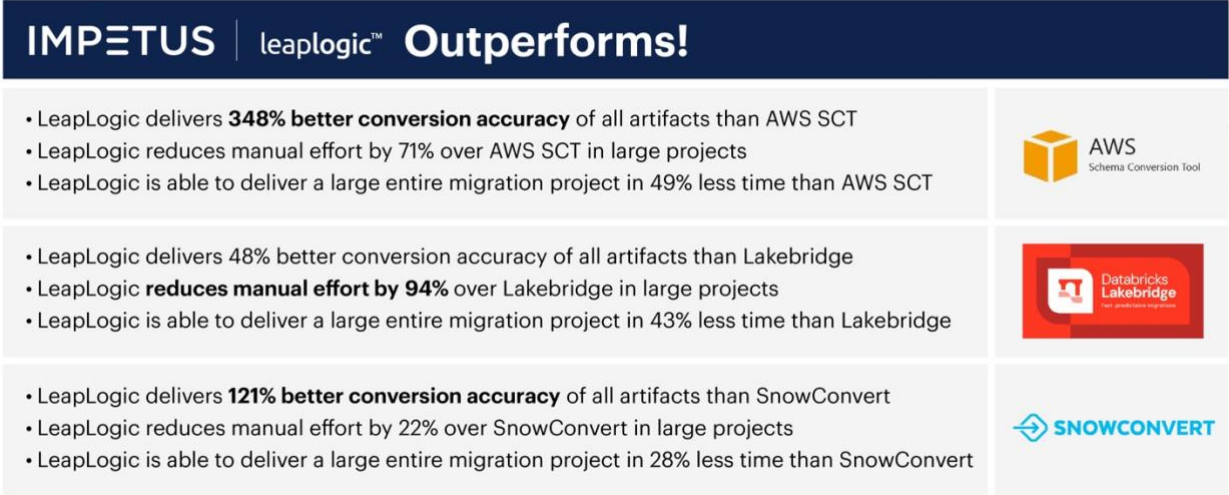 IMPETUS | leaplogic™ Outperforms!
• LeapLogic delivers 348% better conversion accuracy of all artifacts than AWS SCT
• LeapLogic reduces manual effort by 71% over AWS SCT in large projects
• LeapLogic is able to deliver a large entire migration project in 49% less time than AWS SCT
AWS
Schema Conversion Tool
• LeapLogic delivers 48% better conversion accuracy of all artifacts than Lakebridge
• LeapLogic reduces manual effort by 94% over Lakebridge in large projects
• LeapLogic is able to deliver a large entire migration project in 43% less time than Lakebridge
Databricks
Lakebridge
Fast, predictable migrations
• LeapLogic delivers 121% better conversion accuracy of all artifacts than SnowConvert
• LeapLogic reduces manual effort by 22% over SnowConvert in large projects
• LeapLogic is able to deliver a large entire migration project in 28% less time than SnowConvert
SNOWCONVERT